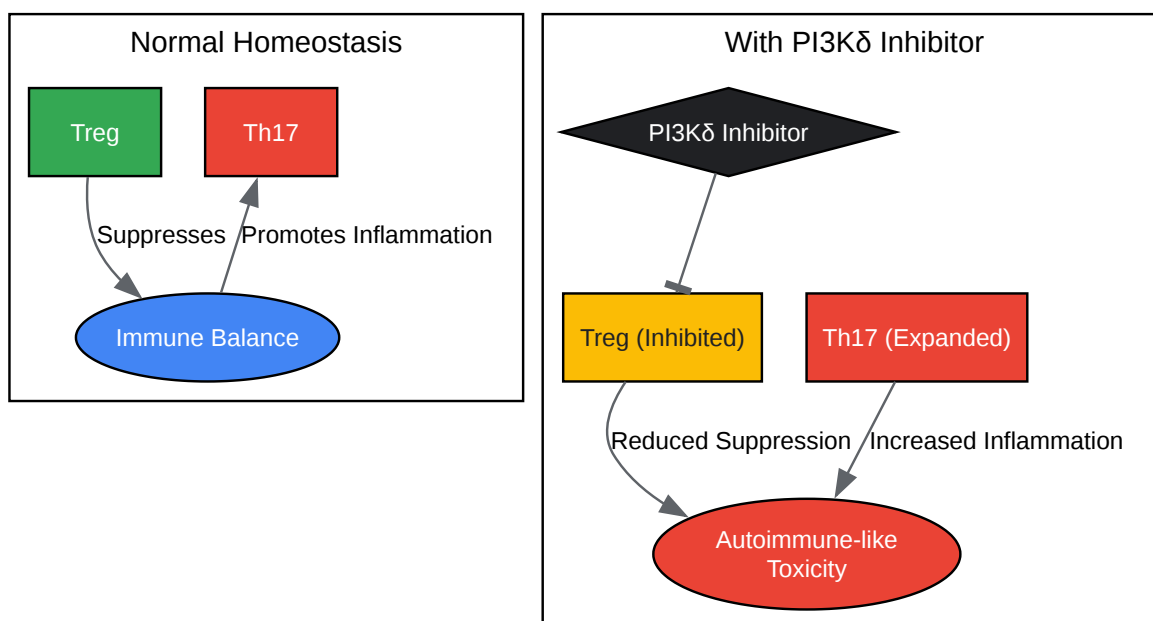 Normal Homeostasis
Treg
Th17
Suppresses
Promotes Inflammation
Immune Balance
With PI3Kδ Inhibitor
PI3Kδ Inhibitor
Treg (Inhibited)
Th17 (Expanded)
Reduced Suppression
Increased Inflammation
Autoimmune-like
Toxicity